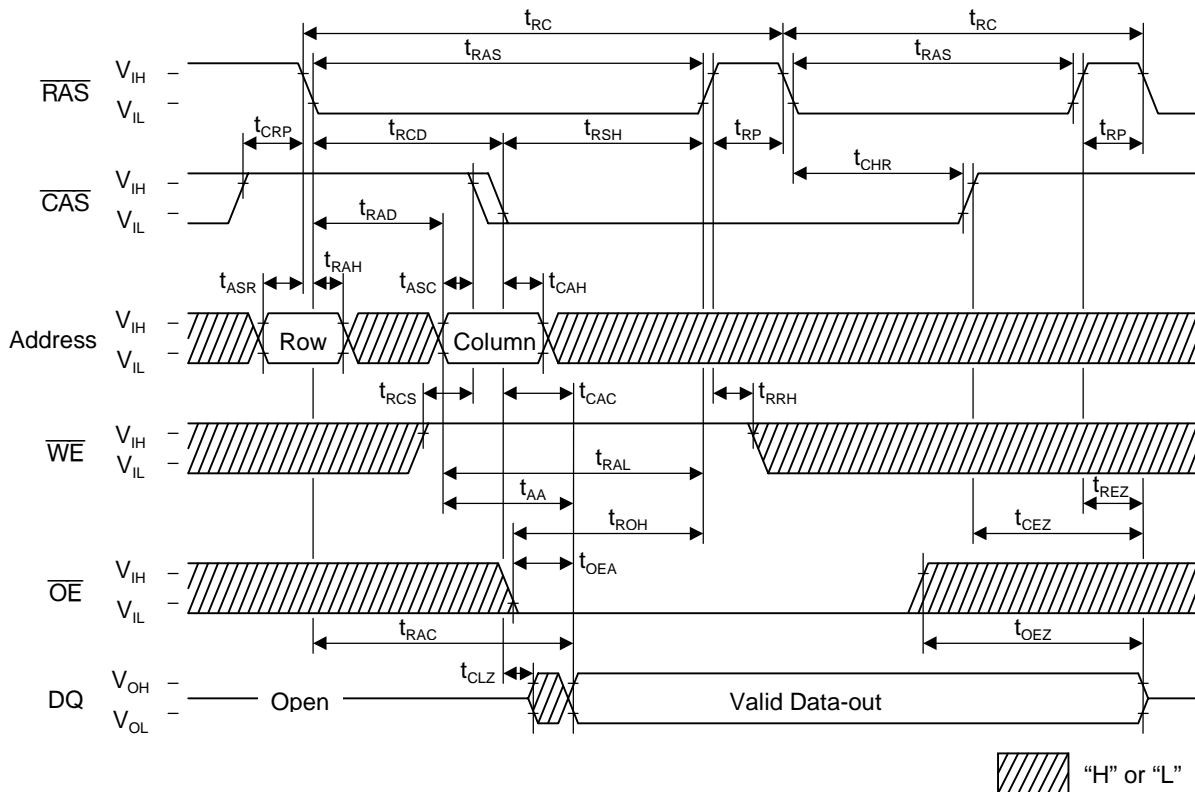 tRC tRC
tRAS tRAS
RAS VIH
VIL
tCRP tRCD tRSH tRP tRP
tCHR
CAS VIH
VIL
tRAD
tASR tRAH tASC tCAH
Address VIH
VIL
Row Column
tRCS tCAC tRRH
WE VIH
VIL
tRAL
tAA tREZ
tROH tCEZ
tOEA
OE VIH
VIL
tRAC tOEZ
tCLZ
DQ VOH
VOL
Open Valid Data-out
“H” or “L”